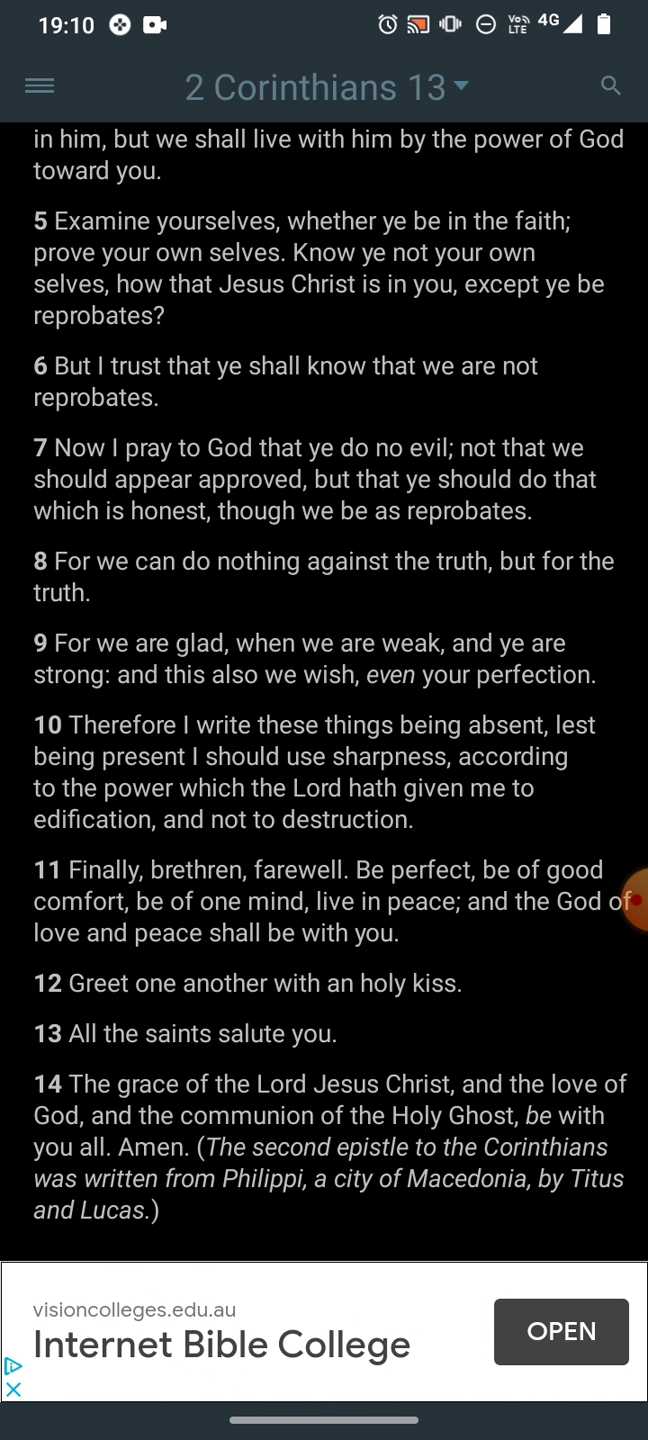 19:10
Vo)) LTE 4G
2 Corinthians 13
in him, but we shall live with him by the power of God
toward you.
5 Examine yourselves, whether ye be in the faith;
prove your own selves. Know ye not your own
selves, how that Jesus Christ is in you, except ye be
reprobates?
6 But I trust that ye shall know that we are not
reprobates.
7 Now I pray to God that ye do no evil; not that we
should appear approved, but that ye should do that
which is honest, though we be as reprobates.
8 For we can do nothing against the truth, but for the
truth.
9 For we are glad, when we are weak, and ye are
strong: and this also we wish, even your perfection.
10 Therefore I write these things being absent, lest
being present I should use sharpness, according
to the power which the Lord hath given me to
edification, and not to destruction.
11 Finally, brethren, farewell. Be perfect, be of good
comfort, be of one mind, live in peace; and the God of
love and peace shall be with you.
12 Greet one another with an holy kiss.
13 All the saints salute you.
14 The grace of the Lord Jesus Christ, and the love of
God, and the communion of the Holy Ghost, be with
you all. Amen. (The second epistle to the Corinthians
was written from Philippi, a city of Macedonia, by Titus
and Lucas.)
visioncolleges.edu.au
Internet Bible College
OPEN